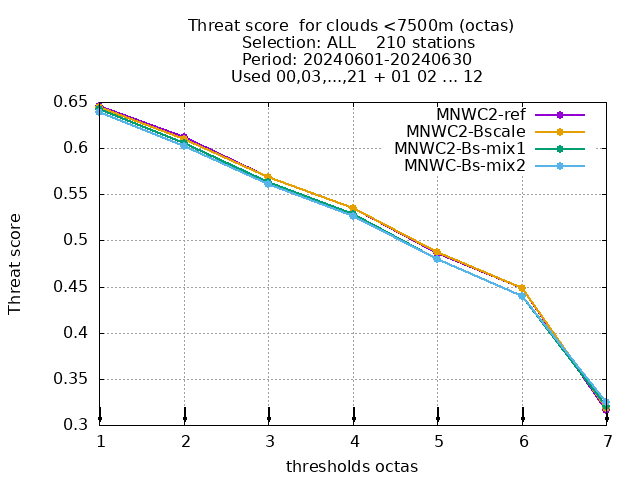 Threat score  for clouds <7500m (octas)
Selection: ALL    210 stations
Period: 20240601-20240630
Used 00,03,...,21 + 01 02 ... 12
MNWC2-ref
MNWC2-Bscale
MNWC2-Bs-mix1
MNWC-Bs-mix2
Threat score
0.65
0.6
0.55
0.5
0.45
0.4
0.35
0.3
1 2 3 4 5 6 7
thresholds octas